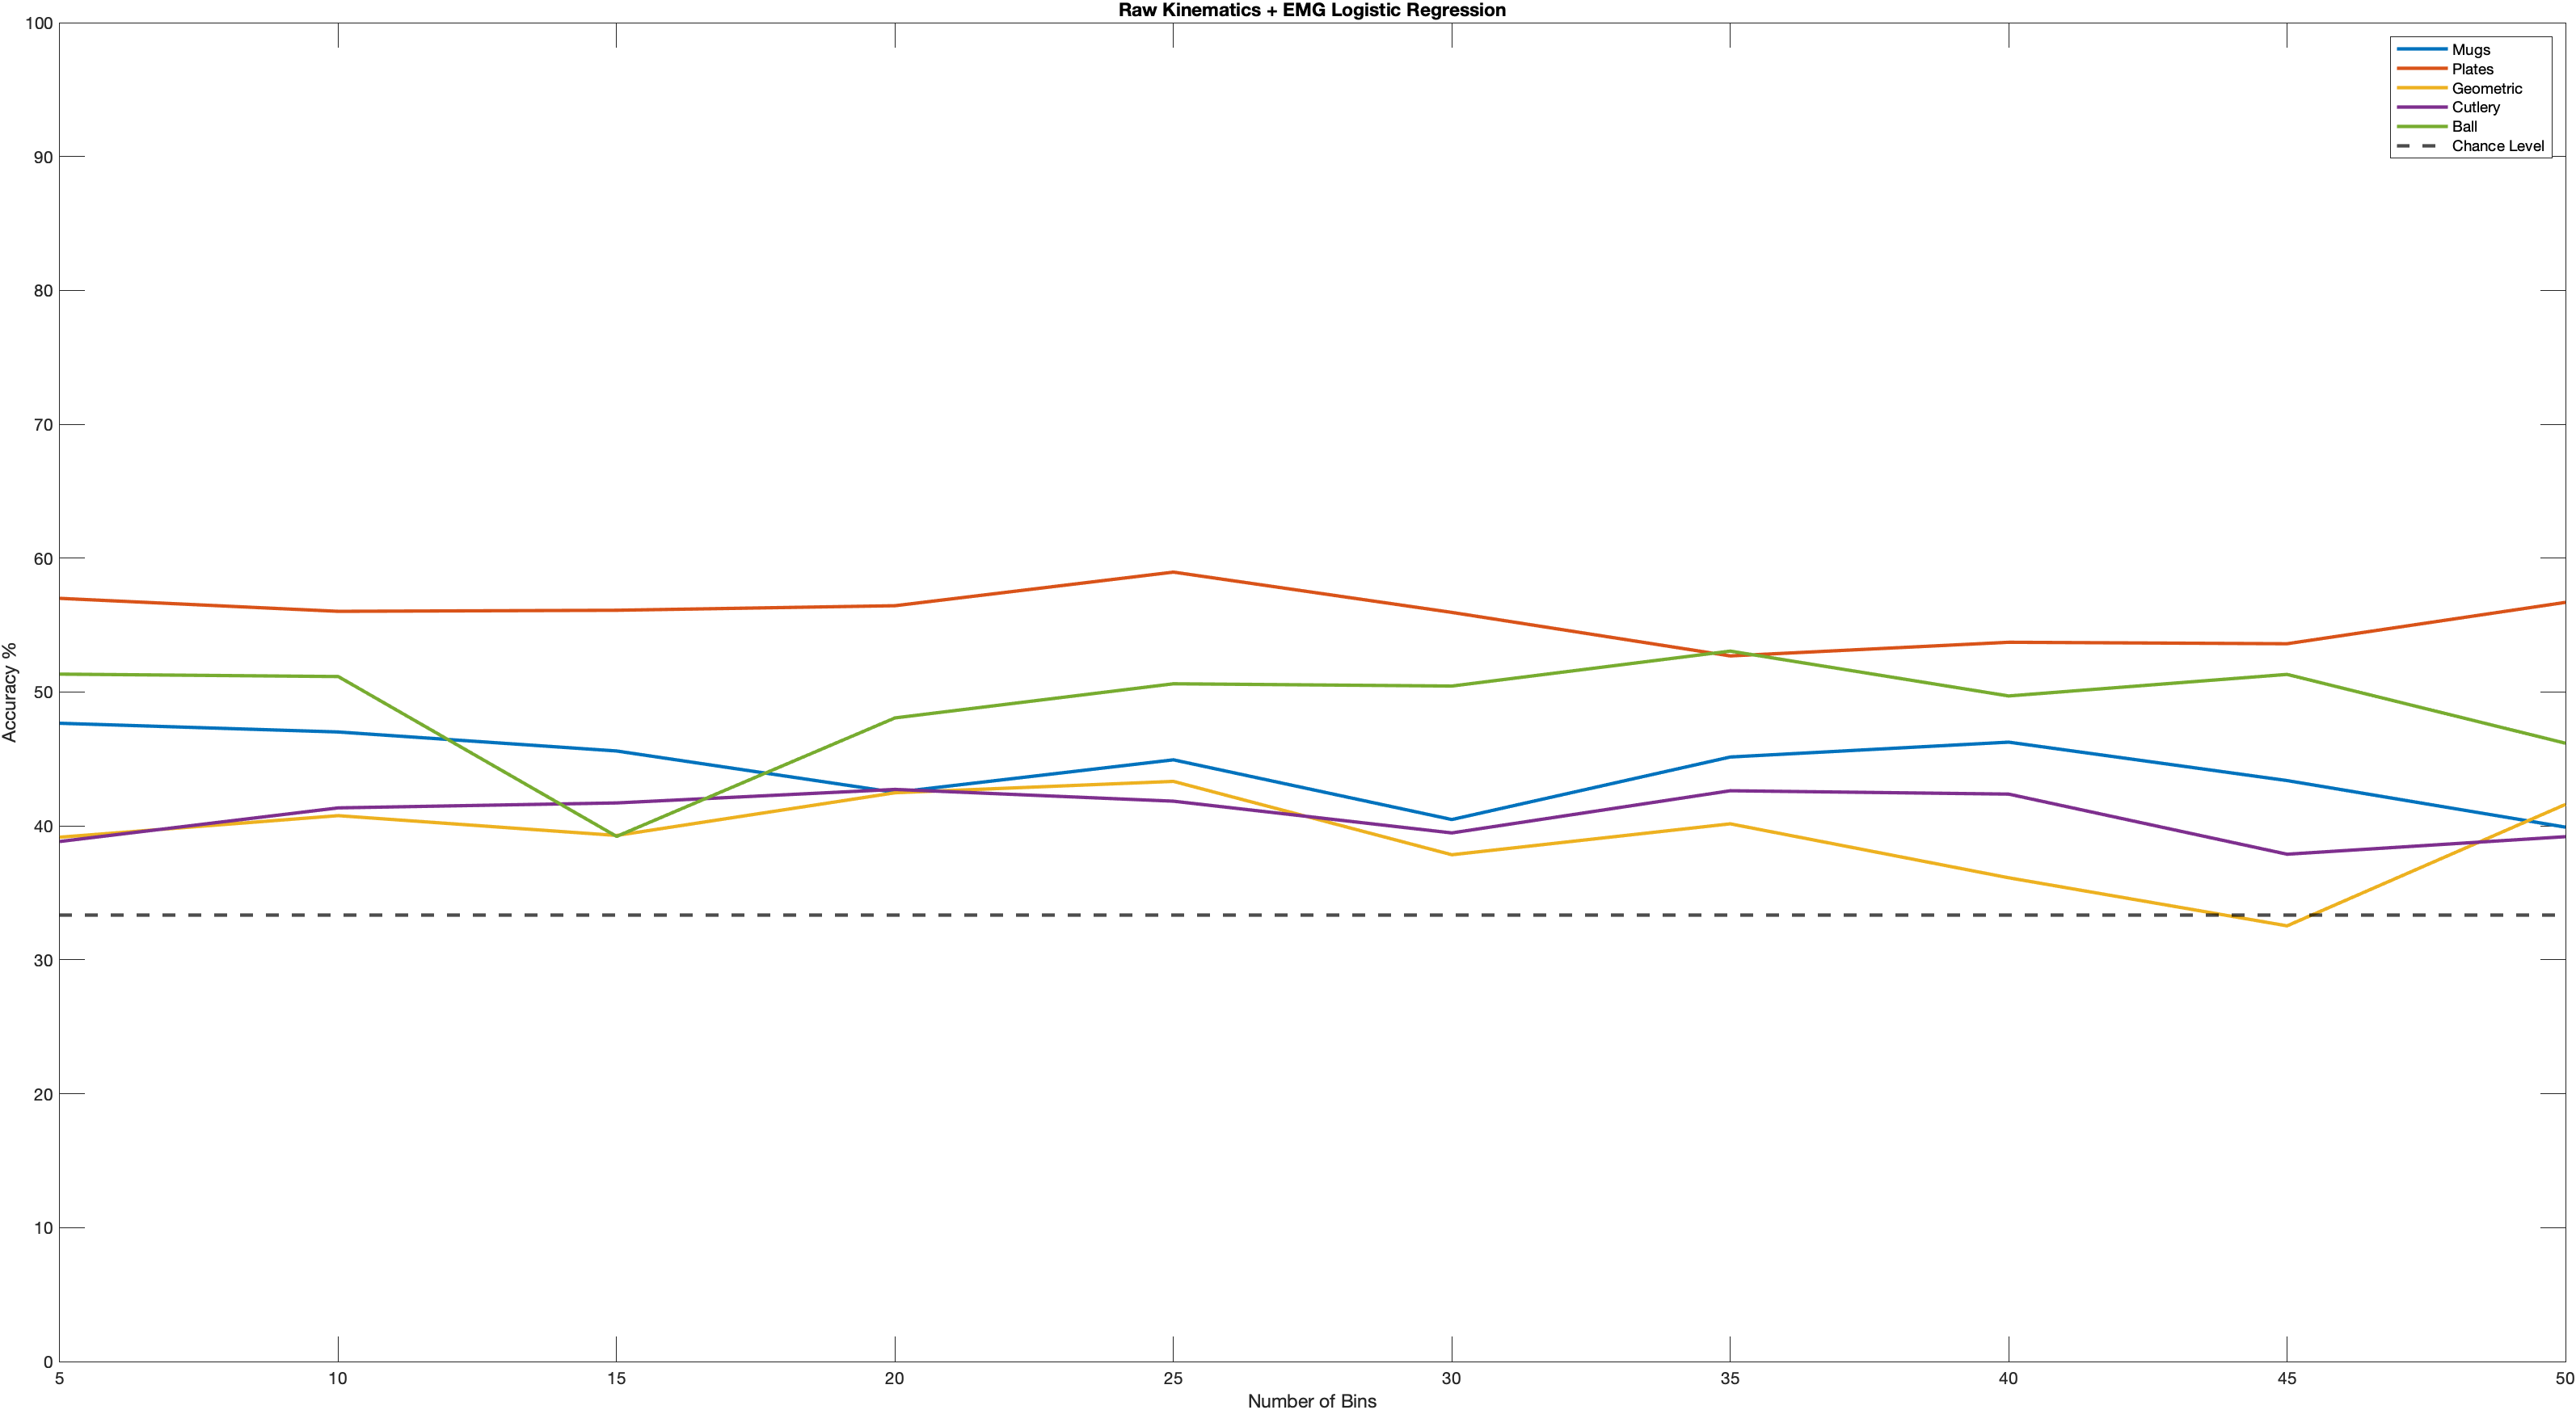 Raw Kinematics + EMG Logistic Regression
100
90
80
70
60
50
40
30
20
10
0
Accuracy %
Mugs
Plates
Geometric
Cutlery
Ball
Chance Level
5 10 15 20 25 30 35 40 45 50
Number of Bins